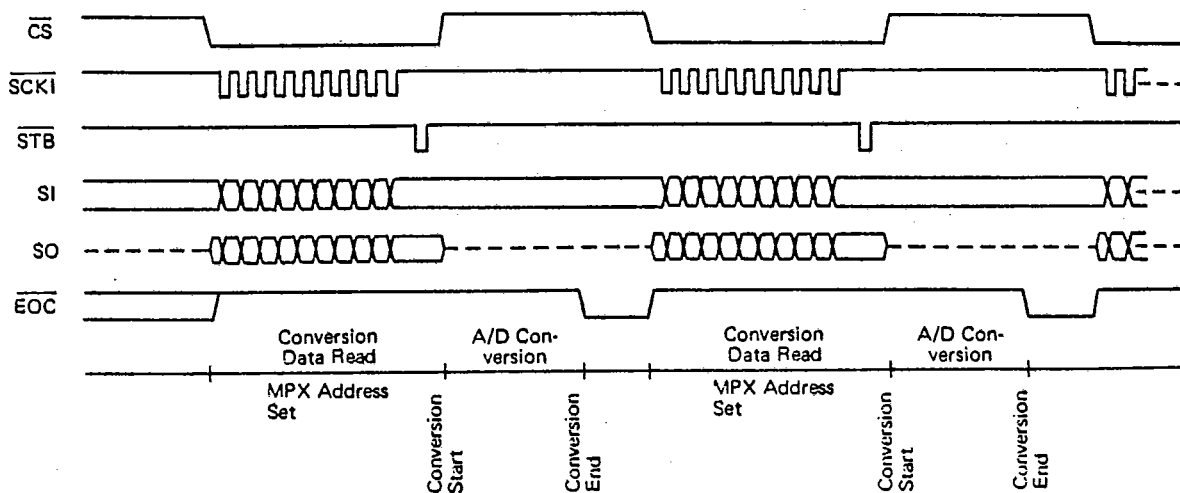 CS
SCKI
STB
SI
SO
EOC
Conversion
Data Read
A/D Con-
version
Conversion
Data Read
A/D Con-
version
MPX Address
Set
MPX Address
Set
Conversion
Start
Conversion
End
Conversion
Start
Conversion
End